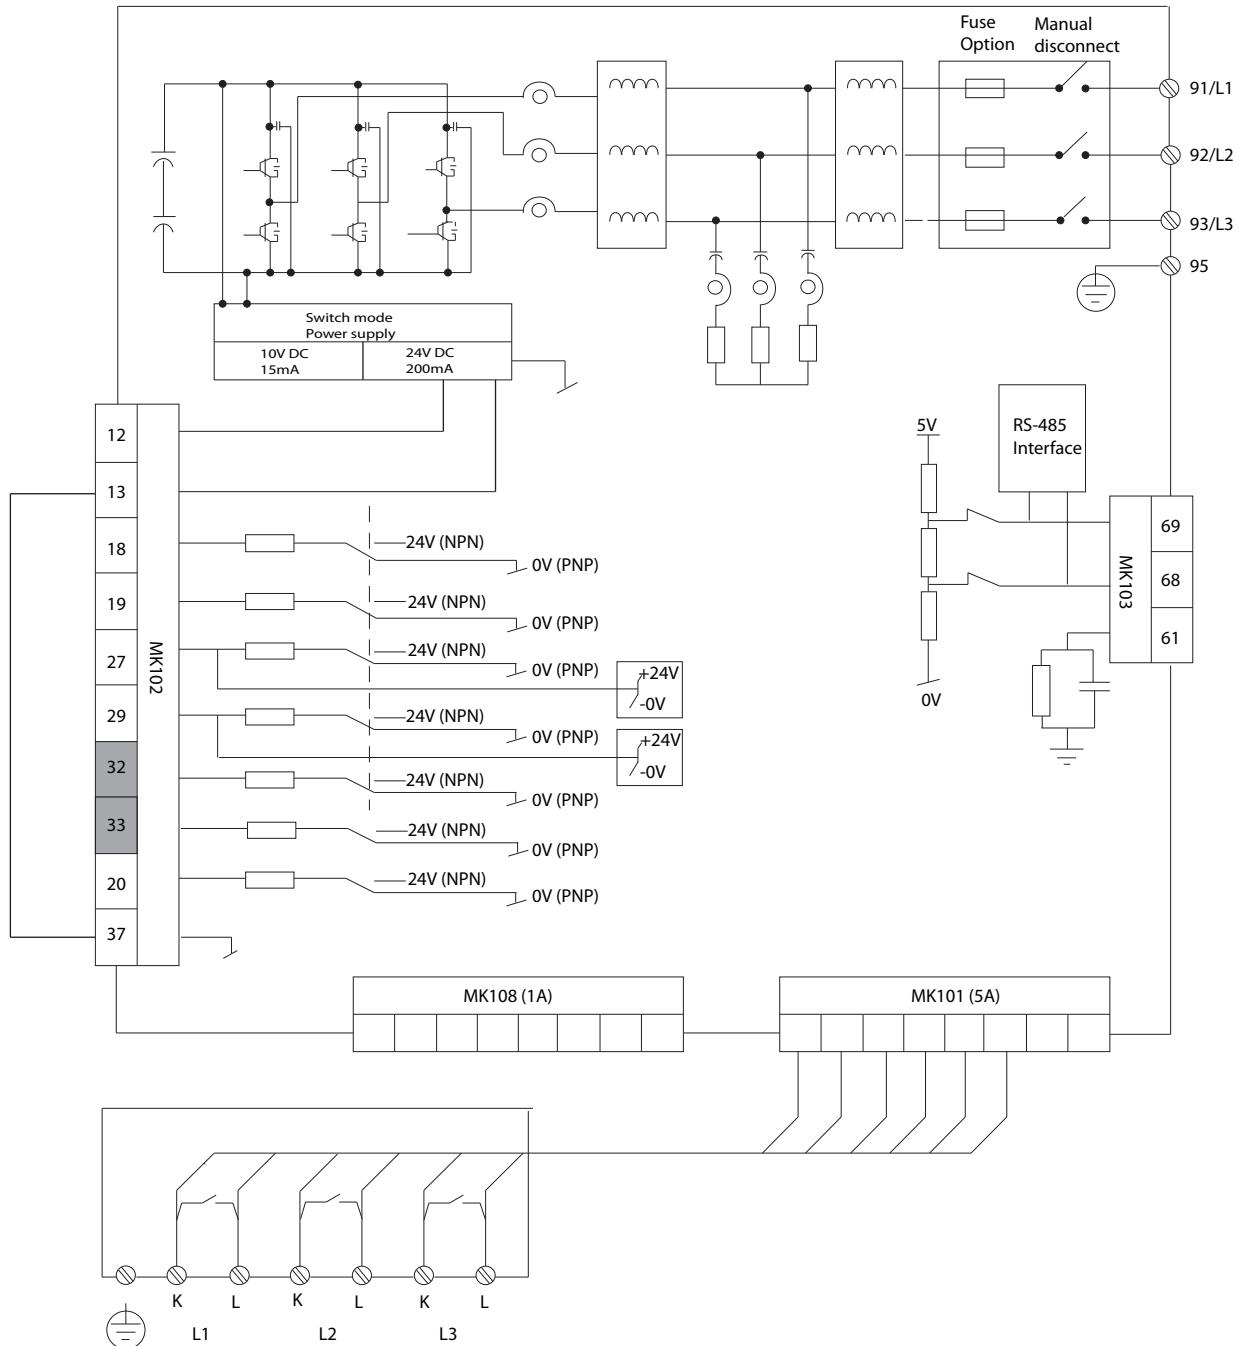 Fuse
Option
Manual
disconnect
91/L1
92/L2
93/L3
95
Switch mode
Power supply
10V DC
15mA
24V DC
200mA
12
13
18
19
27
29
32
33
20
37
MK102
24V (NPN)
0V (PNP)
24V (NPN)
0V (PNP)
24V (NPN)
0V (PNP)
+24V
-0V
24V (NPN)
0V (PNP)
+24V
-0V
24V (NPN)
0V (PNP)
24V (NPN)
0V (PNP)
24V (NPN)
0V (PNP)
5V
RS-485
Interface
0V
MK103
69
68
61
MK108 (1A)
MK101 (5A)
K
L
K
L
K
L
L1
L2
L3